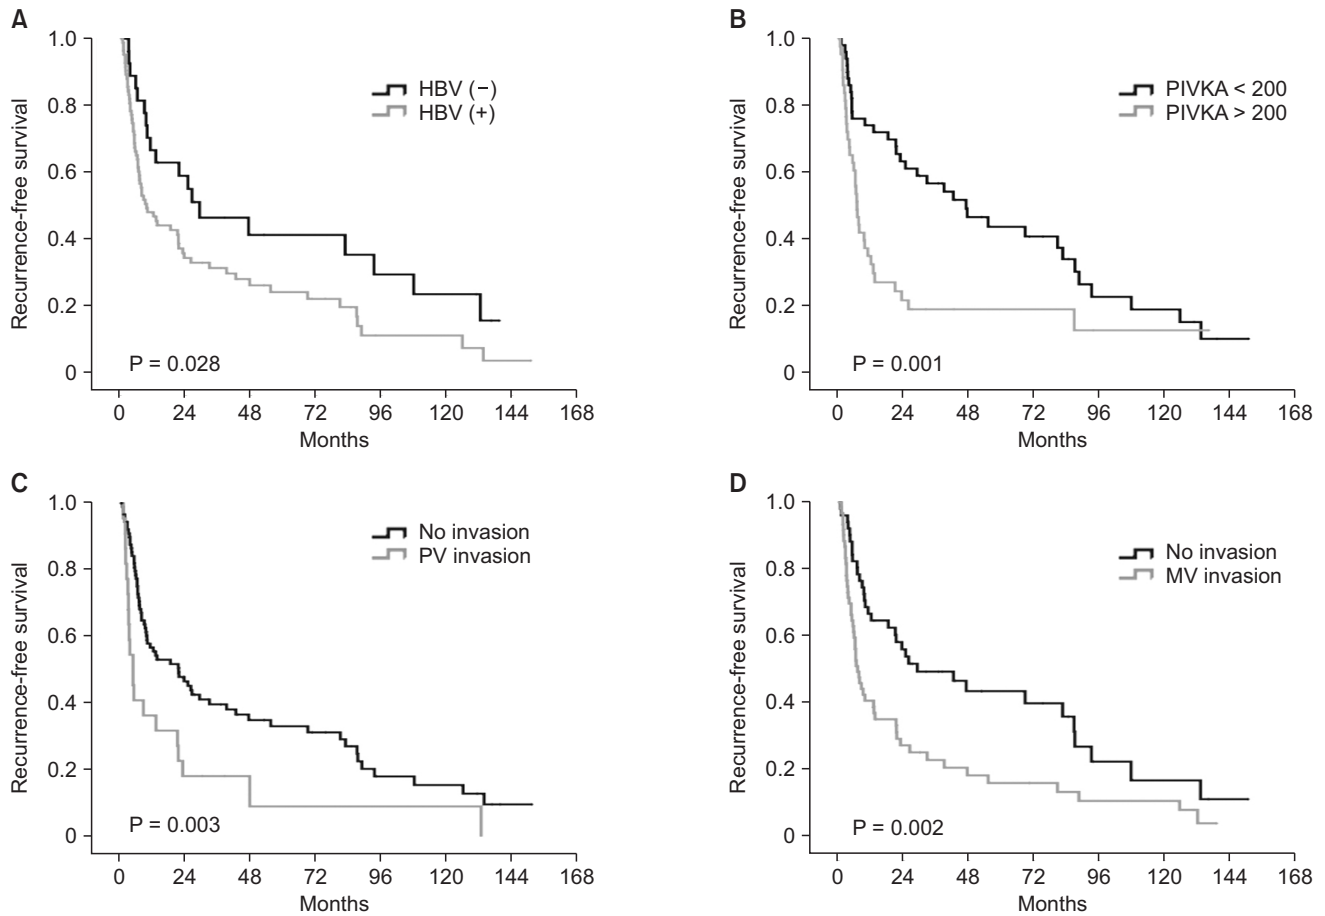 A
Recurrence-free survival
1.0
0.8
0.6
0.4
0.2
0
HBV (−)
HBV (+)
P = 0.028
0 24 48 72 96 120 144 168
Months
B
Recurrence-free survival
1.0
0.8
0.6
0.4
0.2
0
PIVKA < 200
PIVKA > 200
P = 0.001
0 24 48 72 96 120 144 168
Months
C
Recurrence-free survival
1.0
0.8
0.6
0.4
0.2
0
No invasion
PV invasion
P = 0.003
0 24 48 72 96 120 144 168
Months
D
Recurrence-free survival
1.0
0.8
0.6
0.4
0.2
0
No invasion
MV invasion
P = 0.002
0 24 48 72 96 120 144 168
Months